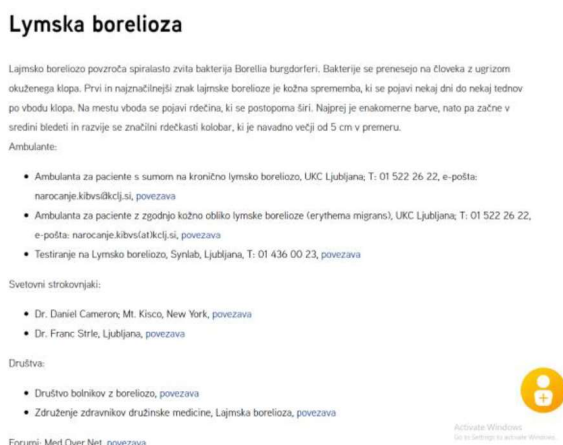 Lymska borelioza
Lajmsko boreliozo povzroča spiralasto zvita bakterija Borellia burgdorferi. Bakterije se prenesejo na človeka z ugrizom
okuženega klopa. Prvi in najznačilnejši znak lajmske borelioze je kožna sprememba, ki se pojavi nekaj dni do nekaj tednov
po vbodu klopa. Na mestu vboda se pojavi rdečina, ki se postopoma širi. Najprej je enakomerne barve, nato pa začne v
sredini bledeti in razvije se značilni rdečkasti kolobar, ki je navadno večji od 5 cm v premeru.
Ambulante:
• Ambulanta za paciente s sumom na kronično lymsko boreliozo, UKC Ljubljana; T: 01 522 26 22, e-pošta:
narocanje.kibvs@kclj.si, povezava
• Ambulanta za paciente z zgodnjo kožno obliko lymske borelioze (erythema migrans), UKC Ljubljana; T: 01 522 26 22,
e-pošta: narocanje.kibvs(at)kclj.si, povezava
• Testiranje na Lymsko boreliozo, Synlab, Ljubljana, T: 01 436 00 23, povezava
Svetovni strokovnjaki:
• Dr. Daniel Cameron; Mt. Kisco, New York, povezava
• Dr. Franc Strle, Ljubljana, povezava
Društva:
• Društvo bolnikov z boreliozo, povezava
• Združenje zdravnikov družinske medicine, Lajmska borelioza, povezava
Forumi: Med Over Net, povezava
Activate Windows
Go to Settings to activate Windows.